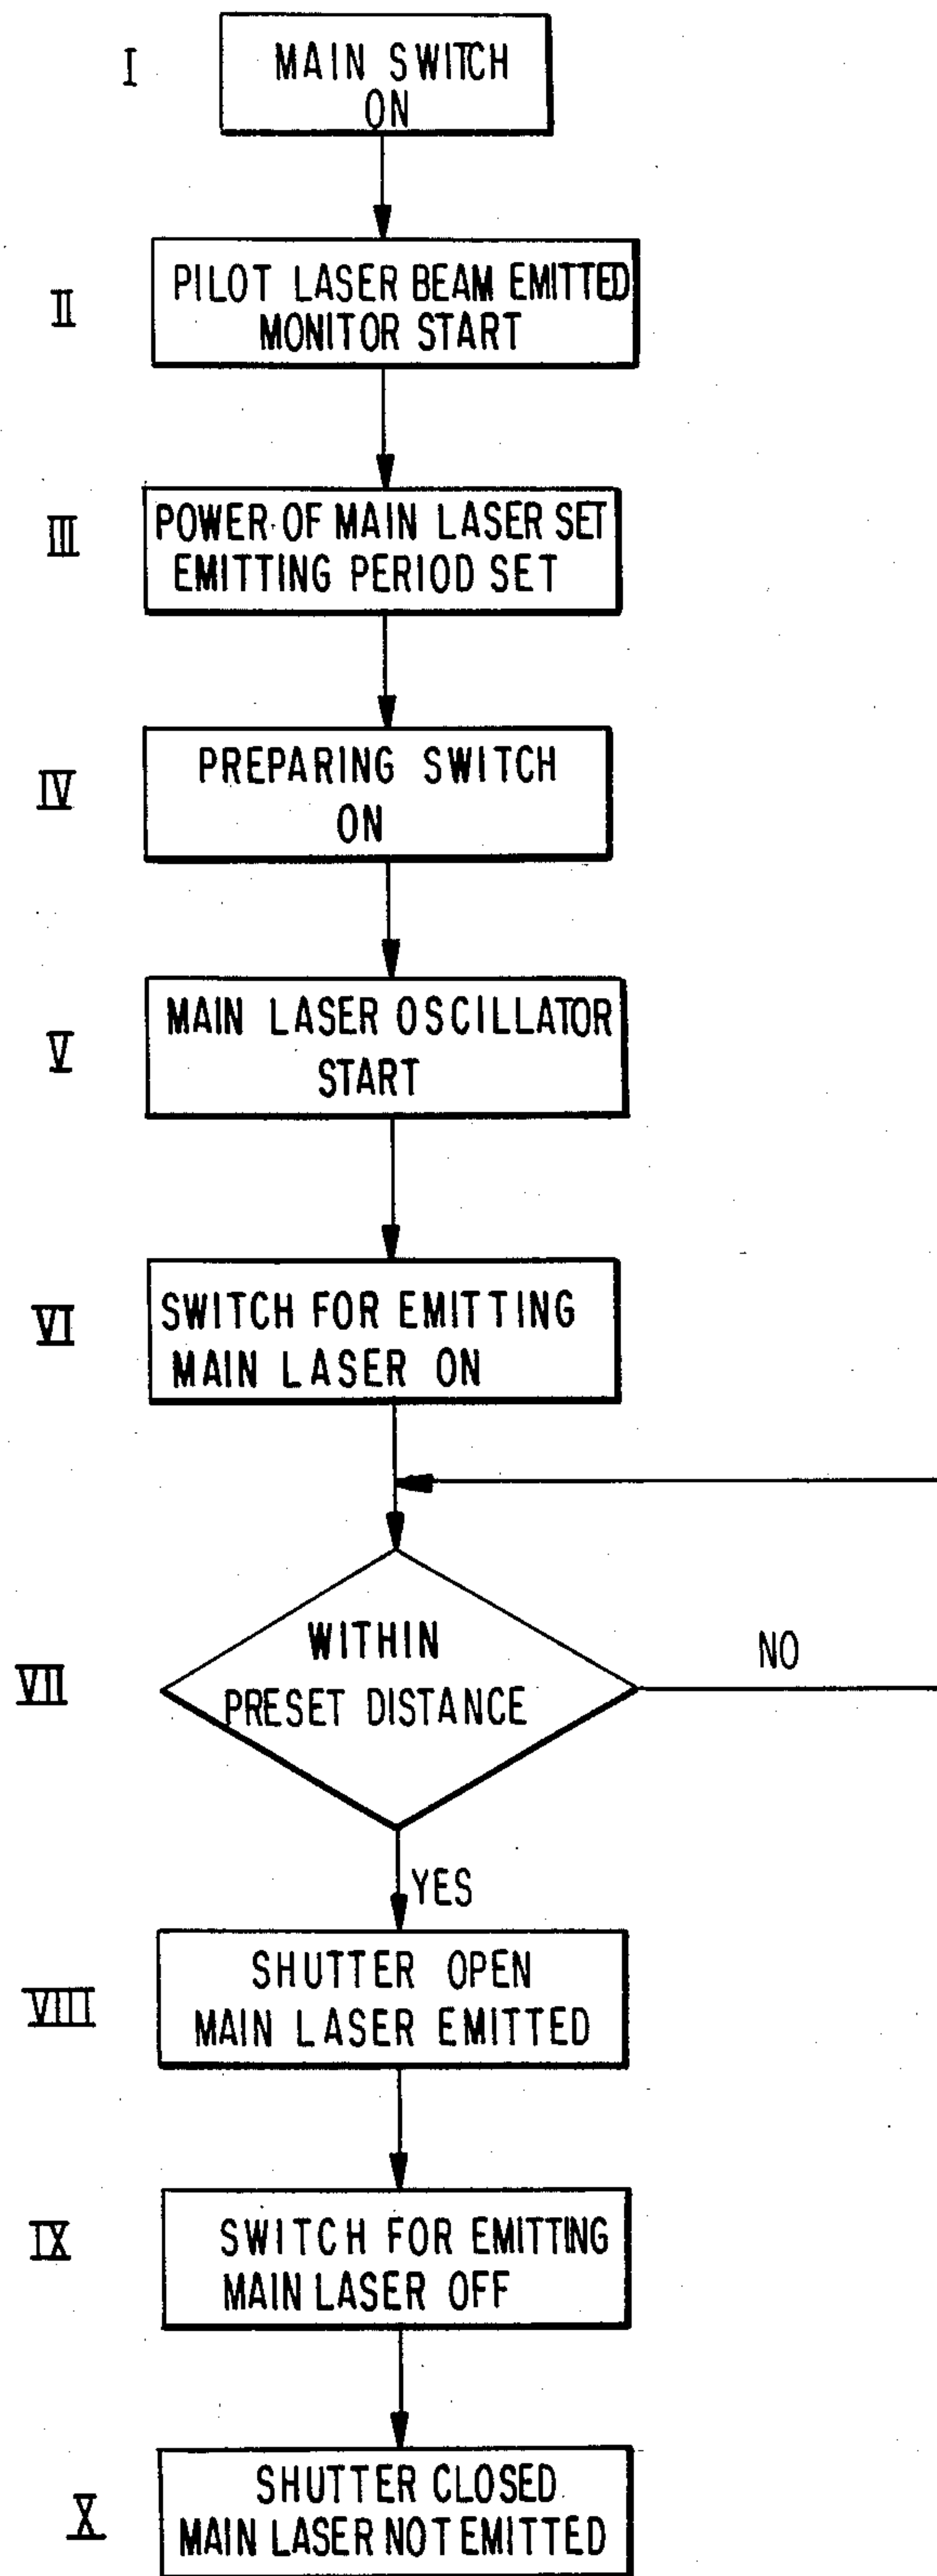 I
MAIN SWITCH
ON
II
PILOT LASER BEAM EMITTED
MONITOR START
III
POWER OF MAIN LASER SET
EMITTING PERIOD SET
IV
PREPARING SWITCH
ON
V
MAIN LASER OSCILLATOR
START
VI
SWITCH FOR EMITTING
MAIN LASER ON
VII
WITHIN
PRESET DISTANCE
NO
YES
VIII
SHUTTER OPEN
MAIN LASER EMITTED
IX
SWITCH FOR EMITTING
MAIN LASER OFF
X
SHUTTER CLOSED
MAIN LASER NOT EMITTED